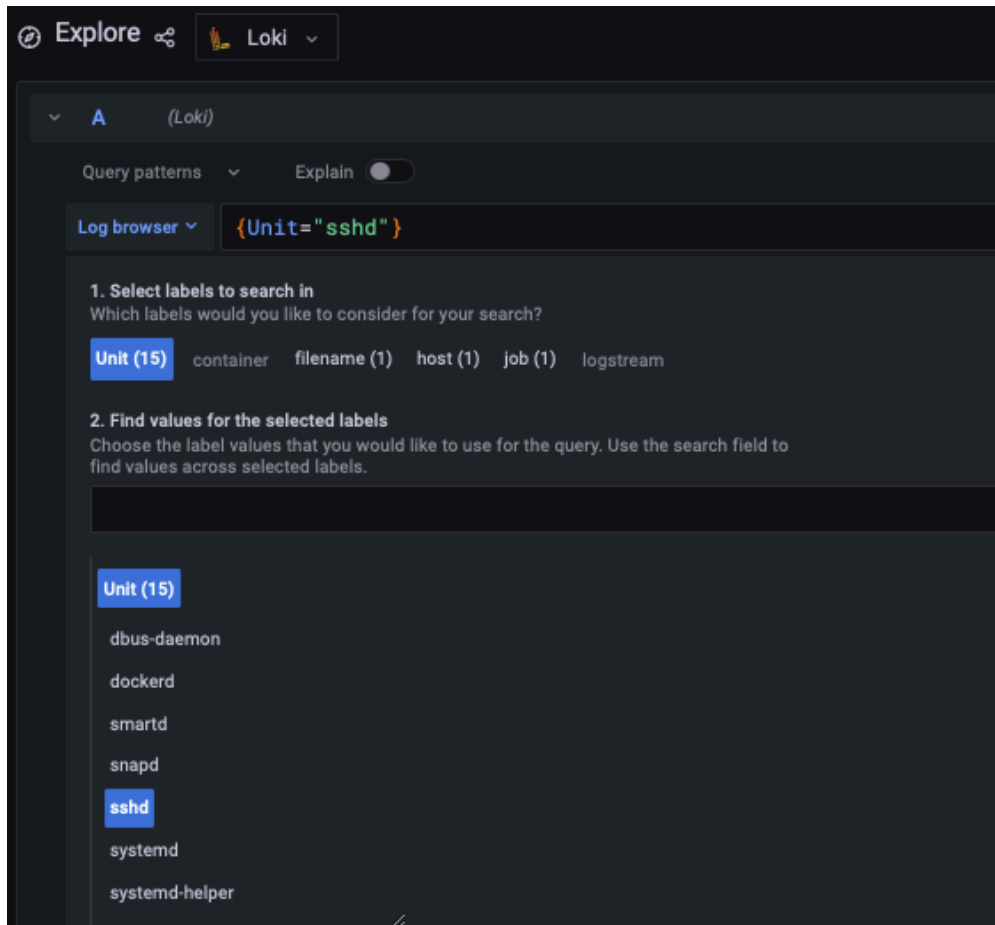 Explore Loki
A (Loki)
Query patterns Explain
Log browser {Unit="sshd"}
1. Select labels to search in
Which labels would you like to consider for your search?
Unit (15) container filename (1) host (1) job (1) logstream
2. Find values for the selected labels
Choose the label values that you would like to use for the query. Use the search field to
find values across selected labels.
Unit (15)
dbus-daemon
dockerd
smartd
snapd
sshd
systemd
systemd-helper